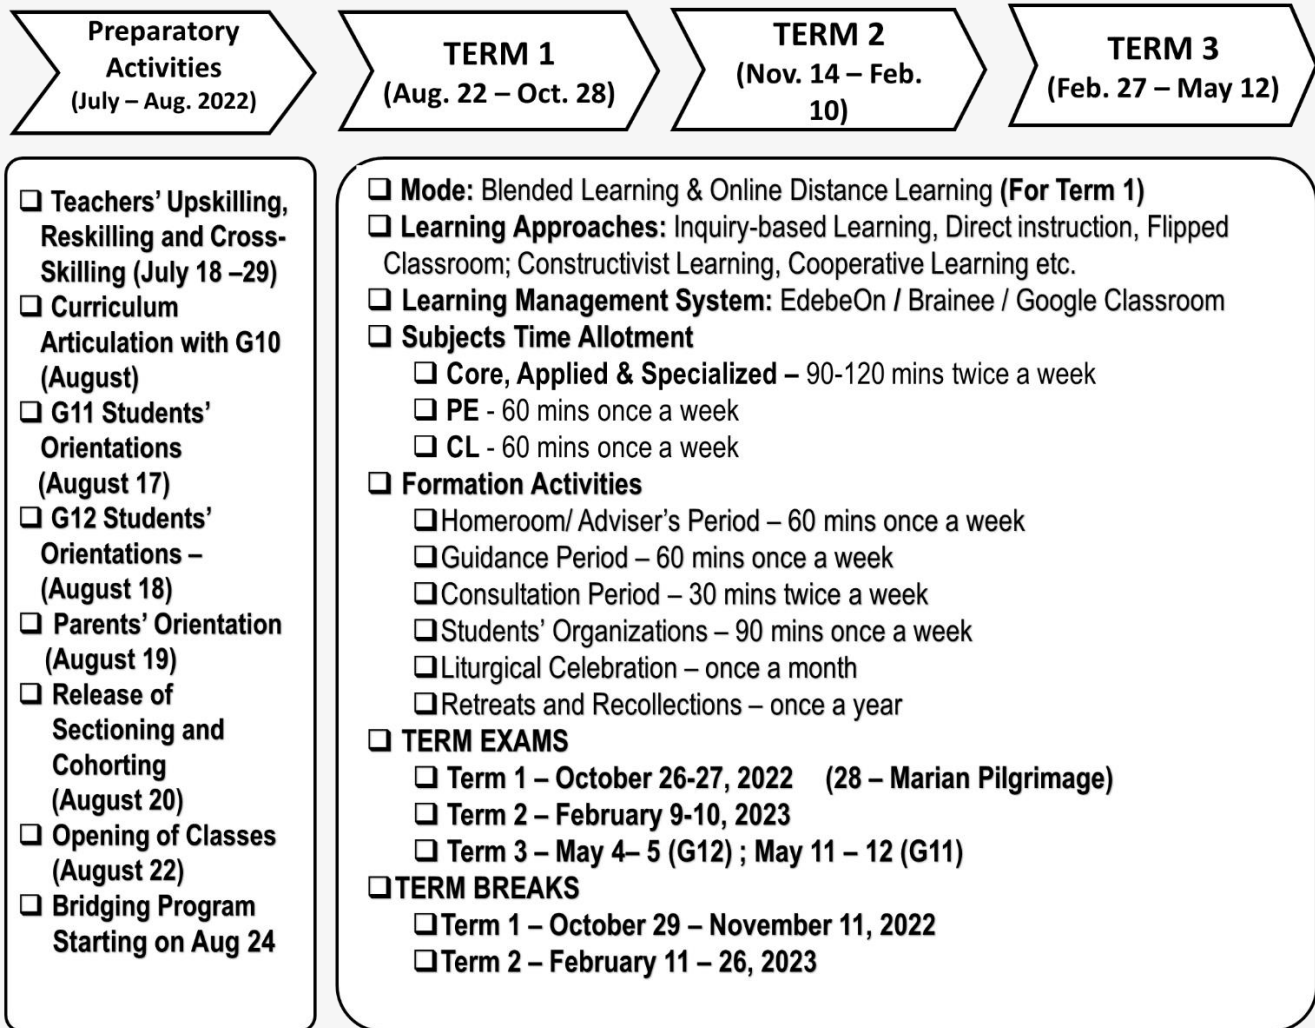 Preparatory
Activities
(July – Aug. 2022)
TERM 1
(Aug. 22 – Oct. 28)
TERM 2
(Nov. 14 – Feb.
10)
TERM 3
(Feb. 27 – May 12)
❑ Teachers’ Upskilling,
Reskilling and Cross-
Skilling (July 18 –29)
❑ Curriculum
Articulation with G10
(August)
❑ G11 Students’
Orientations
(August 17)
❑ G12 Students’
Orientations –
(August 18)
❑ Parents’ Orientation
(August 19)
❑ Release of
Sectioning and
Cohorting
(August 20)
❑ Opening of Classes
(August 22)
❑ Bridging Program
Starting on Aug 24
❑ Mode: Blended Learning & Online Distance Learning (For Term 1)
❑ Learning Approaches: Inquiry-based Learning, Direct instruction, Flipped
Classroom; Constructivist Learning, Cooperative Learning etc.
❑ Learning Management System: EdebeOn / Brainee / Google Classroom
❑ Subjects Time Allotment
❑ Core, Applied & Specialized – 90-120 mins twice a week
❑ PE - 60 mins once a week
❑ CL - 60 mins once a week
❑ Formation Activities
❑Homeroom/ Adviser’s Period – 60 mins once a week
❑Guidance Period – 60 mins once a week
❑Consultation Period – 30 mins twice a week
❑Students’ Organizations – 90 mins once a week
❑Liturgical Celebration – once a month
❑Retreats and Recollections – once a year
❑ TERM EXAMS
❑ Term 1 – October 26-27, 2022 (28 – Marian Pilgrimage)
❑ Term 2 – February 9-10, 2023
❑ Term 3 – May 4– 5 (G12) ; May 11 – 12 (G11)
❑TERM BREAKS
❑Term 1 – October 29 – November 11, 2022
❑Term 2 – February 11 – 26, 2023